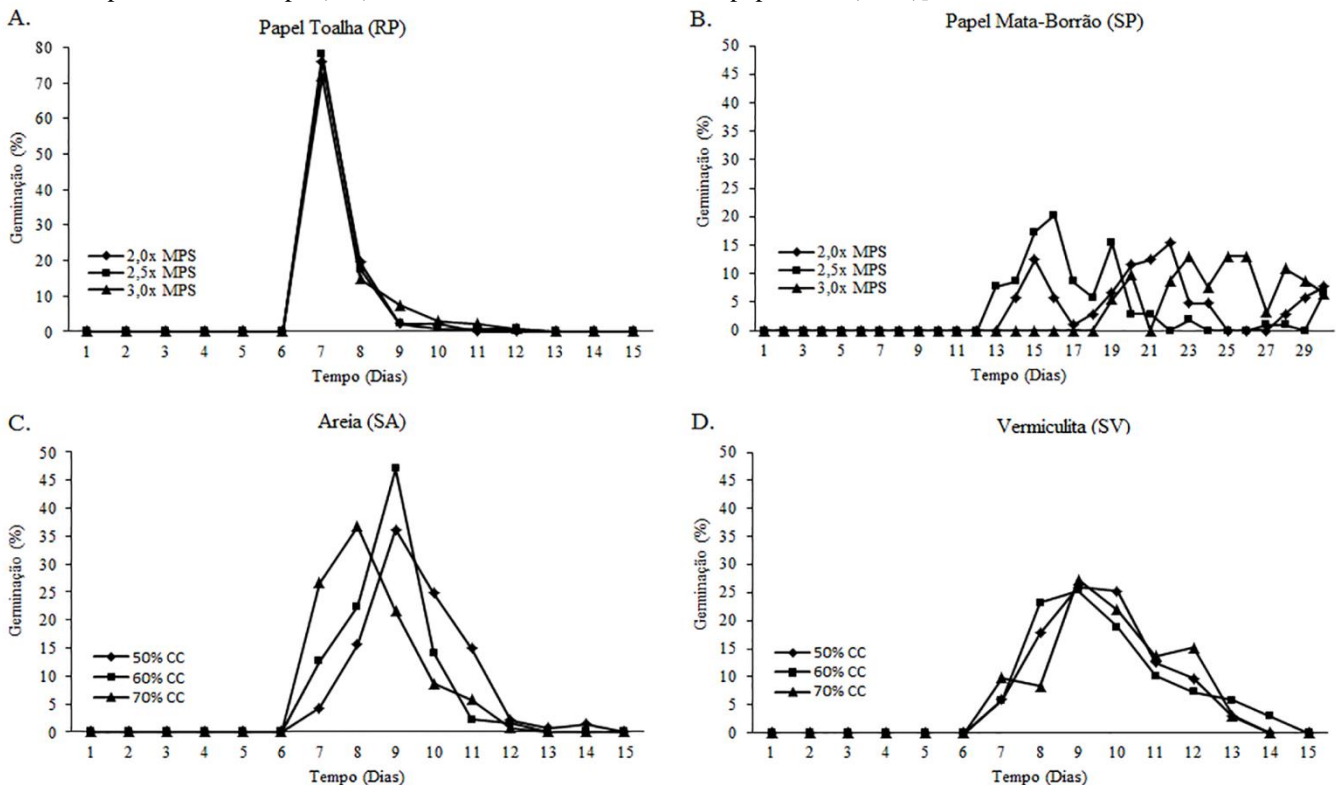 A.
Papel Toalha (RP)
80
70
60
50
40
30
20
10
0
Germinação (%)
2,0x MPS
2,5x MPS
3,0x MPS
1 2 3 4 5 6 7 8 9 10 11 12 13 14 15
Tempo (Dias)
B.
Papel Mata-Borrão (SP)
50
45
40
35
30
25
20
15
10
5
0
Germinação (%)
2,0x MPS
2,5x MPS
3,0x MPS
1 3 5 7 9 11 13 15 17 19 21 23 25 27 29
Tempo (Dias)
C.
Areia (SA)
50
45
40
35
30
25
20
15
10
5
0
Germinação (%)
50% CC
60% CC
70% CC
1 2 3 4 5 6 7 8 9 10 11 12 13 14 15
Tempo (Dias)
D.
Vermiculita (SV)
50
45
40
35
30
25
20
15
10
5
0
Germinação (%)
50% CC
60% CC
70% CC
1 2 3 4 5 6 7 8 9 10 11 12 13 14 15
Tempo (Dias)